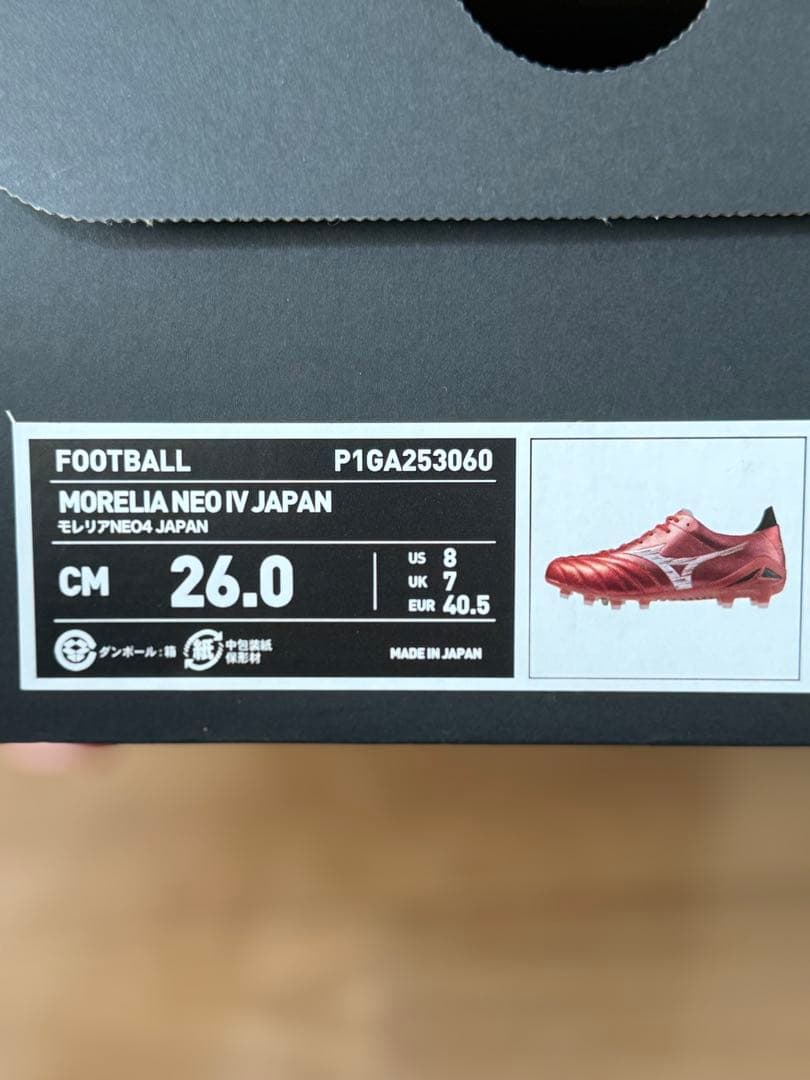 FOOTBALL P1GA253060
MORELIA NEO IV JAPAN
モレリアNEO4 JAPAN
CM 26.0
US 8
UK 7
EUR 40.5
ダンボール:箱
紙
中包装紙
保形材
MADE IN JAPAN